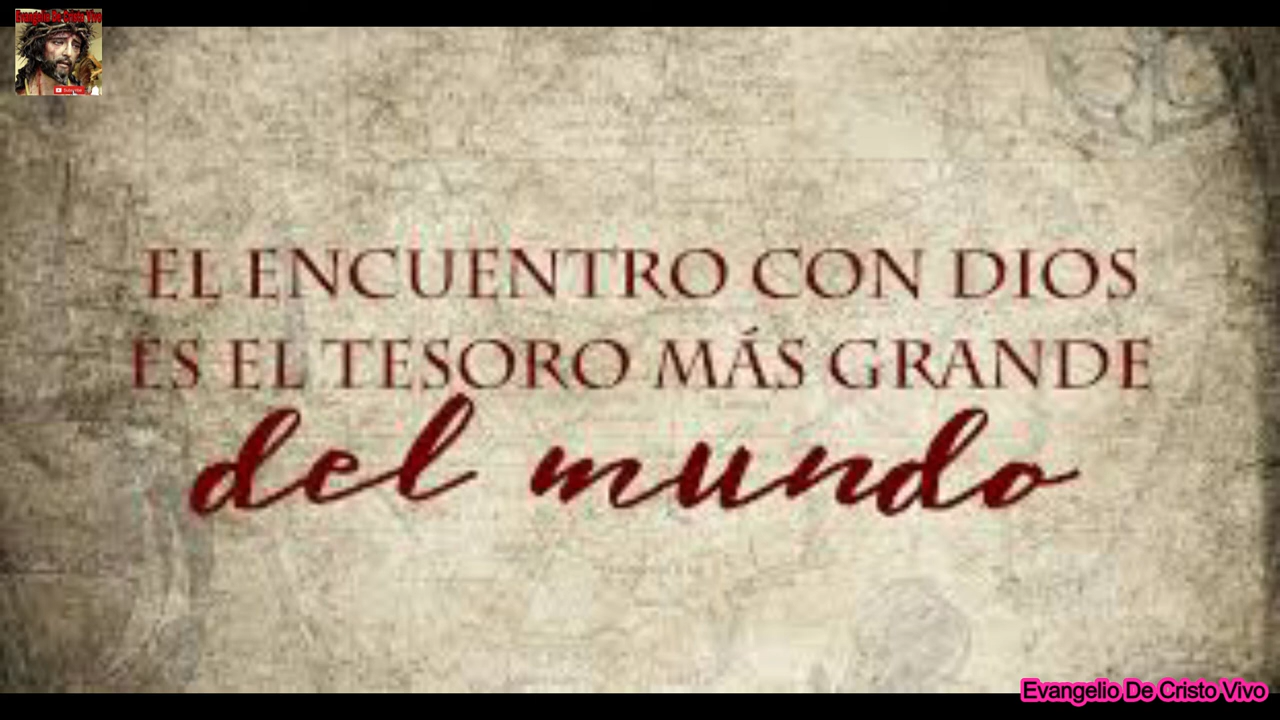 Evangelio De Cristo Vivo
EL ENCUENTRO CON DIOS
ES EL TESORO MÁS GRANDE
del mundo
Evangelio De Cristo Vivo